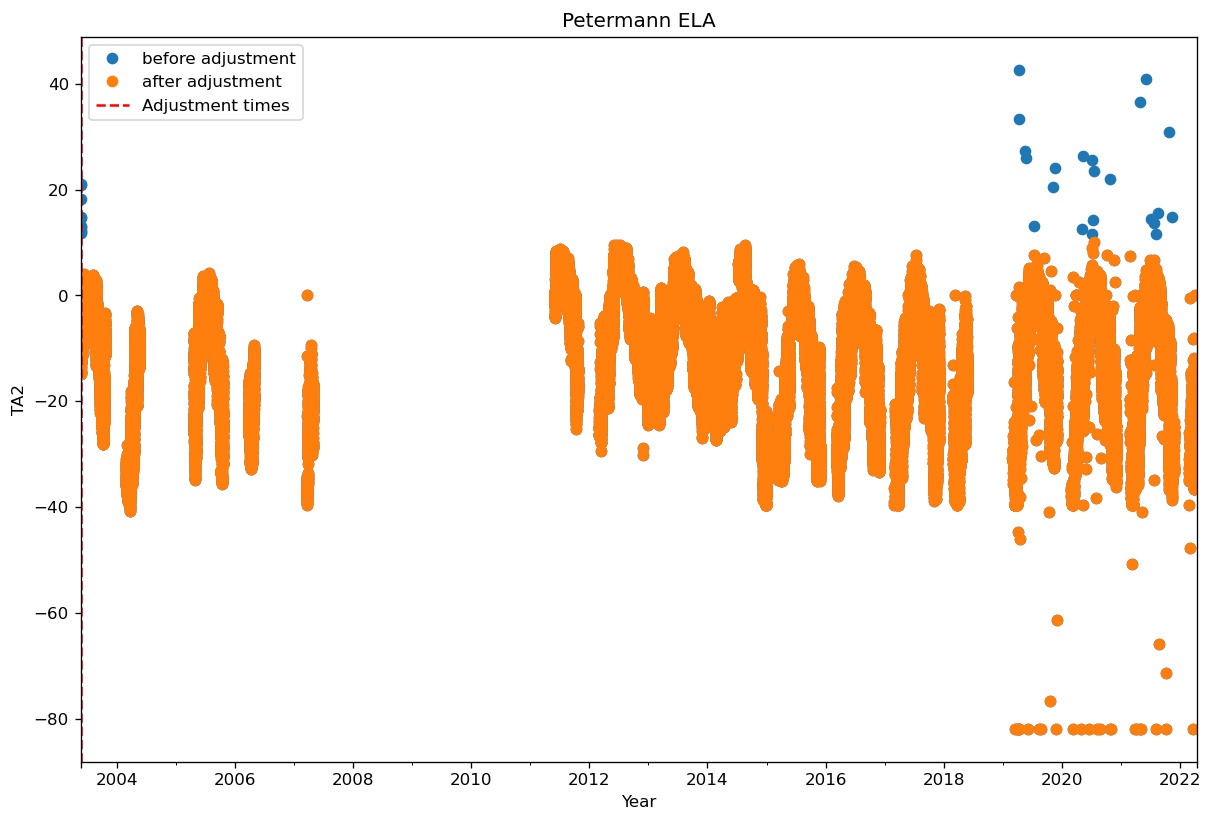 Petermann ELA
before adjustment
after adjustment
Adjustment times
40
20
0
−20
−40
−60
−80
TA2
2004 2006 2008 2010 2012 2014 2016 2018 2020 2022
Year